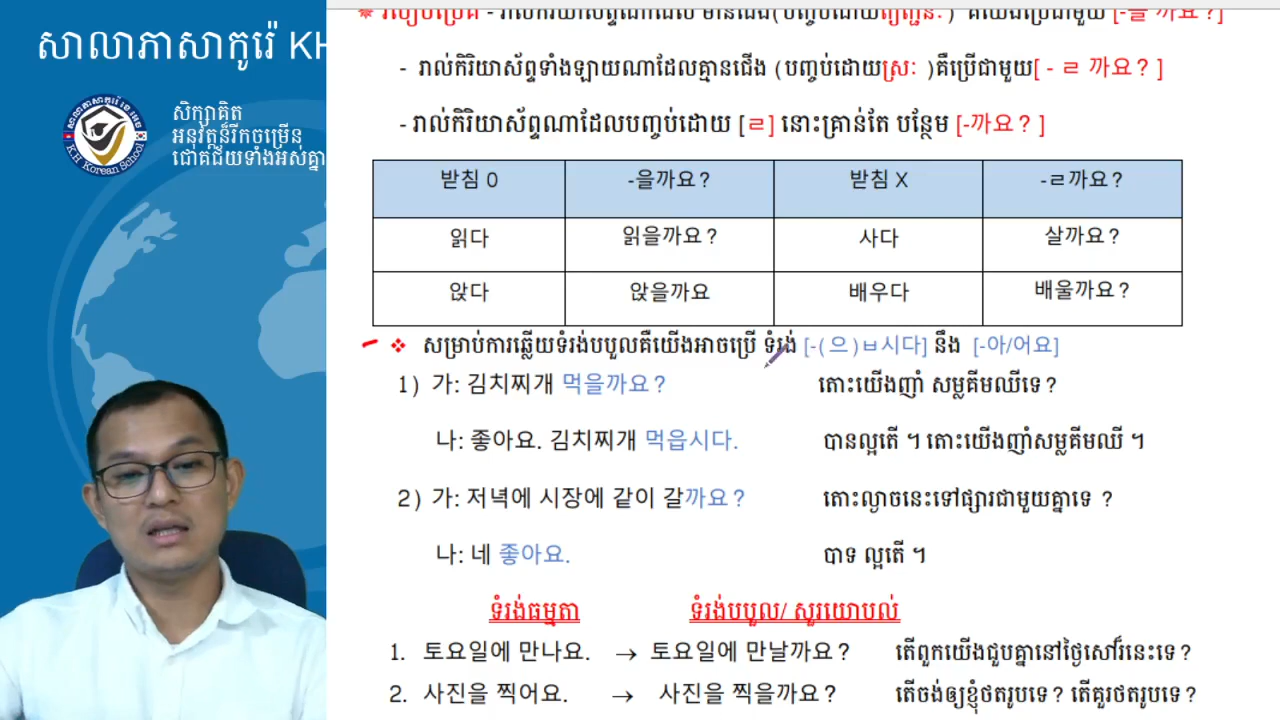 សាលាភាសាកូរ៉េ KH
សិក្សាគិត
អនុវត្តន៍រីកចម្រើន
ជោគជ័យទាំងអស់គ្នា
K.H Korean School
- រាល់កិរិយាស័ព្ទទាំងឡាយណាដែលគ្មានជើង (បញ្ចប់ដោយស្រៈ )គឺប្រើជាមួយ[ - ㄹ 까요? ]
- រាល់កិរិយាស័ព្ទណាដែលបញ្ចប់ដោយ [ㄹ] នោះគ្រាន់តែ បន្ថែម [-까요? ]
받침 0 -을까요? 받침 X -ㄹ까요?
읽다 읽을까요? 사다 살까요?
앉다 앉을까요 배우다 배울까요?
❖ សម្រាប់ការឆ្លើយទំរង់បបួលគឺយើងអាចប្រើ ទំរង់ [-(으)ㅂ시다] នឹង [-아/어요]
1) 가: 김치찌개 먹을까요? តោះយើងញ៉ាំ សម្លគីមឈីទេ?
나: 좋아요. 김치찌개 먹읍시다. បានល្អតើ ។ តោះយើងញ៉ាំសម្លគីមឈី ។
2) 가: 저녁에 시장에 같이 갈까요? តោះល្ងាចនេះទៅផ្សារជាមួយគ្នាទេ ?
나: 네 좋아요. បាទ ល្អតើ ។
ទំរង់ធម្មតា ទំរង់បបួល/ សួរយោបល់
1. 토요일에 만나요. → 토요일에 만날까요? តើពួកយើងជួបគ្នានៅថ្ងៃសៅរ៍នេះទេ?
2. 사진을 찍어요. → 사진을 찍을까요? តើចង់ឲ្យខ្ញុំថតរូបទេ? តើគួរថតរូបទេ?